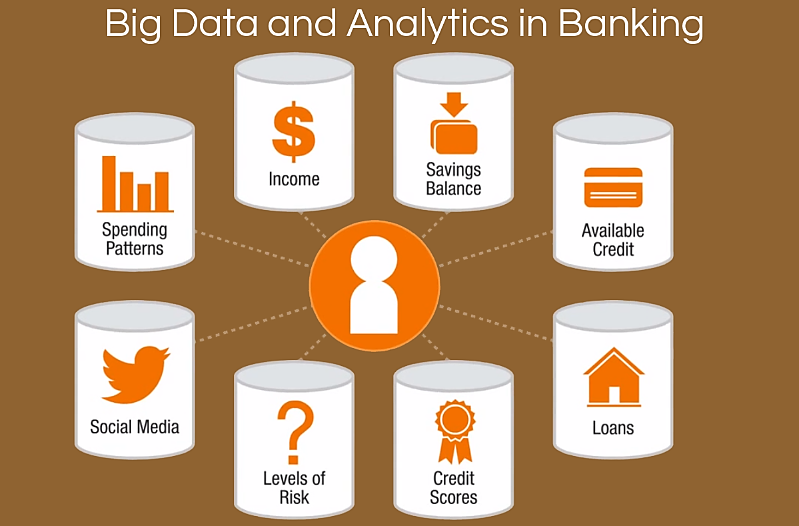 Big Data and Analytics in Banking
Income
Savings
Balance
Spending
Patterns
Available
Credit
Social Media
Loans
Levels of
Risk
Credit
Scores